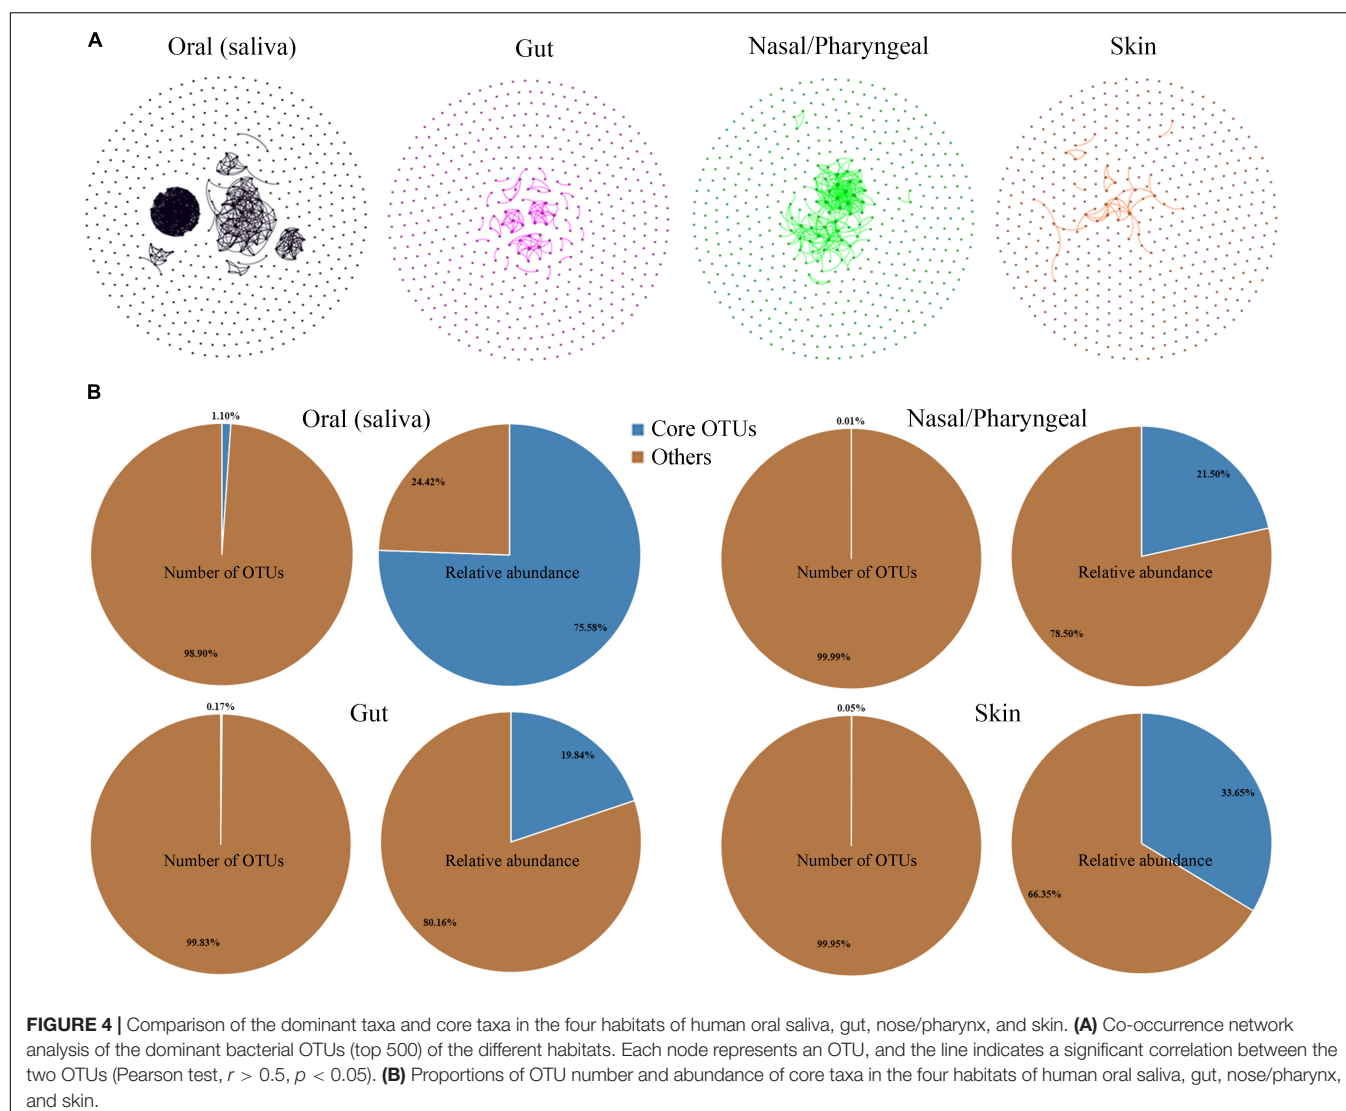 A
Oral (saliva)
Gut
Nasal/Pharyngeal
Skin
B
Oral (saliva)
Nasal/Pharyngeal
1.10%
Number of OTUs
98.90%
24.42%
Relative abundance
75.58%
Core OTUs
Others
0.01%
Number of OTUs
99.99%
21.50%
Relative abundance
78.50%
Gut
Skin
0.17%
Number of OTUs
99.83%
19.84%
Relative abundance
80.16%
0.05%
Number of OTUs
99.95%
33.65%
Relative abundance
66.35%
FIGURE 4 | Comparison of the dominant taxa and core taxa in the four habitats of human oral saliva, gut, nose/pharynx, and skin. (A) Co-occurrence network
analysis of the dominant bacterial OTUs (top 500) of the different habitats. Each node represents an OTU, and the line indicates a significant correlation between the
two OTUs (Pearson test, r > 0.5, p < 0.05). (B) Proportions of OTU number and abundance of core taxa in the four habitats of human oral saliva, gut, nose/pharynx,
and skin.